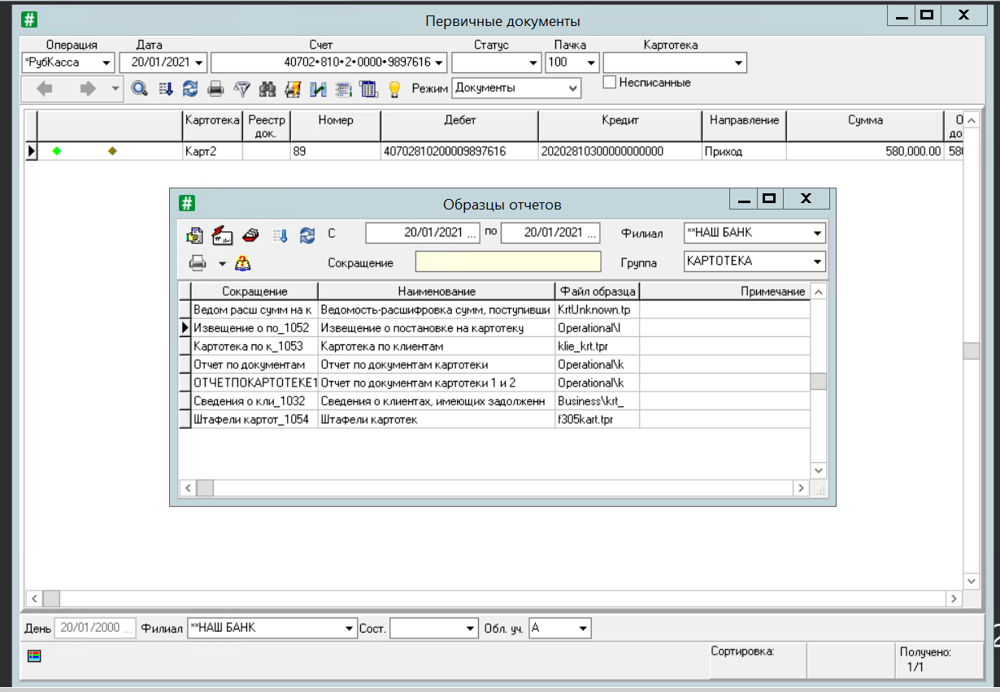 Первичные документы
Операция Дата Счет Статус Пачка Картотека
*РубКасса 20/01/2021 40702•810•2•0000•9897616 100
Режим Документы Несписанные
Картотека Реестр док. Номер Дебет Кредит Направление Сумма
Карт2 89 40702810200009897616 20202810300000000000 Приход 580,000.00 58
Образцы отчетов
С 20/01/2021 ... по 20/01/2021 ... Филиал **НАШ БАНК
Сокращение Группа КАРТОТЕКА
Сокращение Наименование Файл образца Примечание
Ведом расш сумм на к Ведомость-расшифровка сумм, поступивши KrtUnknown.tp
Извещение о по_1052 Извещение о постановке на картотеку Operational\I
Картотека по к_1053 Картотека по клиентам klie_krt.tpr
Отчет по документам Отчет по документам картотеки Operational\k
ОТЧЕТПОКАРТОТЕКЕ1 Отчет по документам картотеки 1 и 2 Operational\k
Сведения о кли_1032 Сведения о клиентах, имеющих задолженн Business\krt_
Штафели картот_1054 Штафели картотек f305kart.tpr
День 20/01/2000 ... Филиал **НАШ БАНК Сост. Обл. уч. А
Сортировка: Получено:
1/1